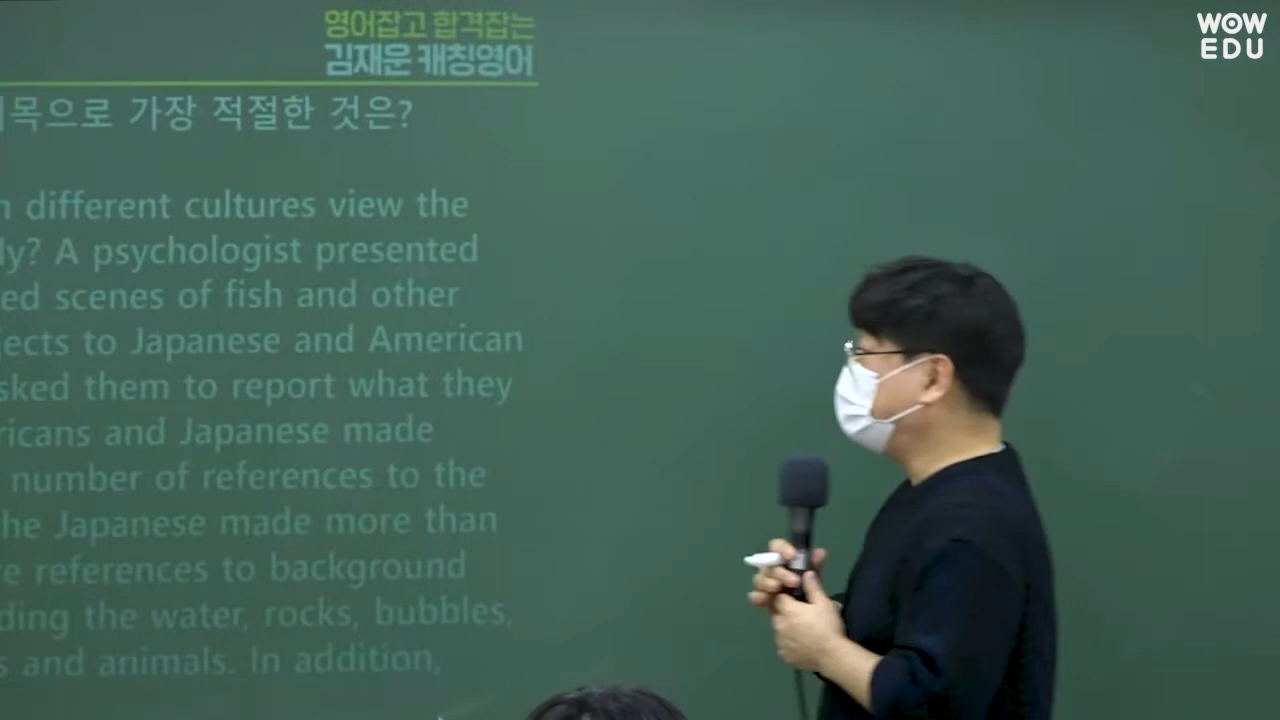 영어잡고 합격잡는
김재운 캐칭영어
WOW
EDU
목으로 가장 적절한 것은?
different cultures view the
ly? A psychologist presented
ed scenes of fish and other
ects to Japanese and American
sked them to report what they
ricans and Japanese made
number of references to the
he Japanese made more than
e references to background
ding the water, rocks, bubbles,
s and animals. In addition,